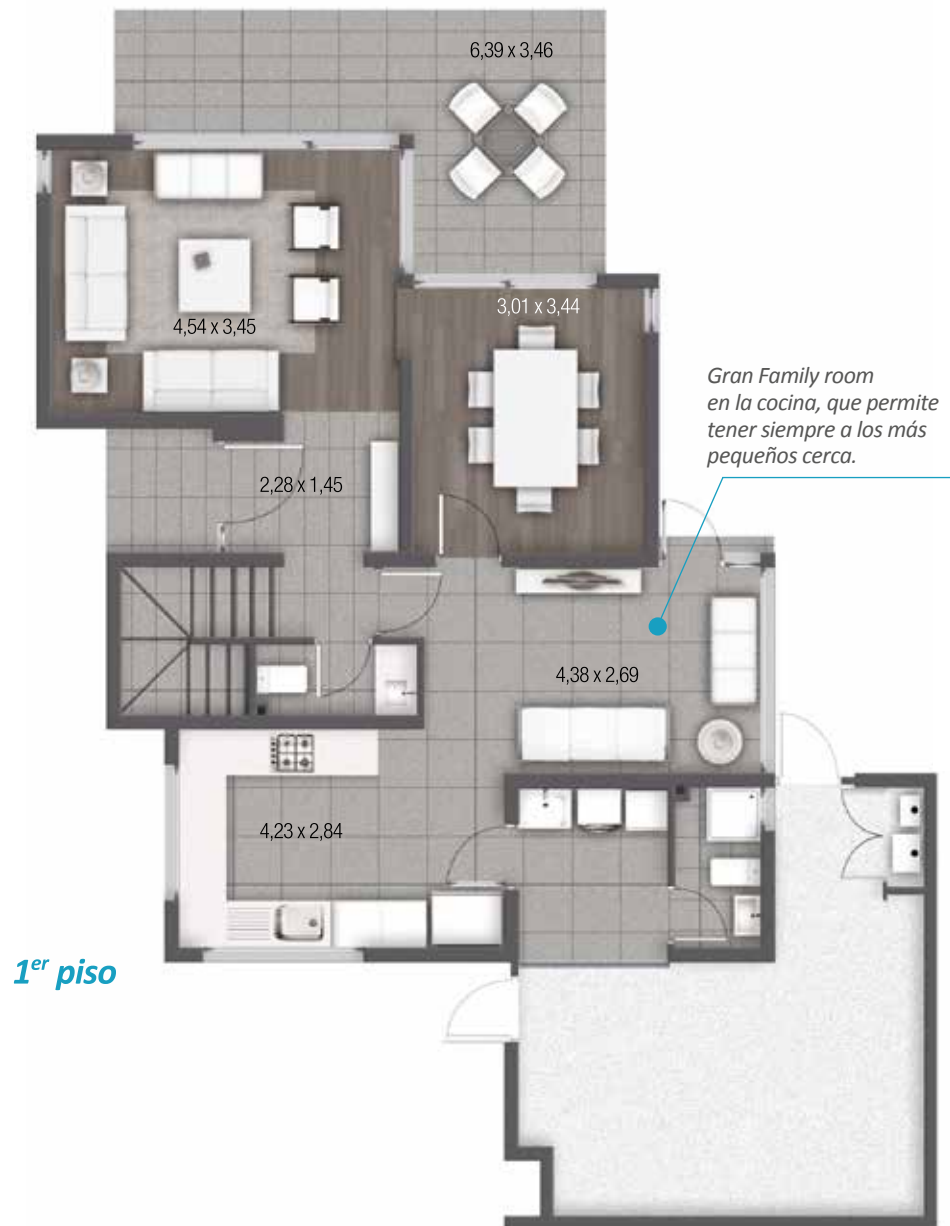 6,39 x 3,46
3,01 x 3,44
4,54 x 3,45
Gran Family room
en la cocina, que permite
tener siempre a los más
pequeños cerca.
2,28 x 1,45
4,38 x 2,69
4,23 x 2,84
1er piso